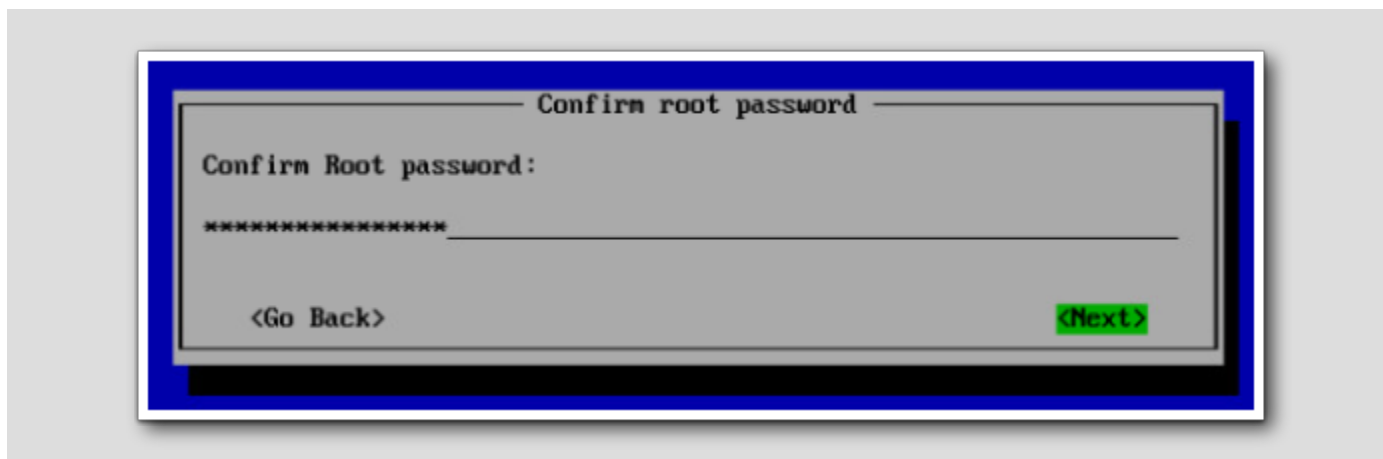 Confirm root password
Confirm Root password:
****************
<Go Back> <Next>